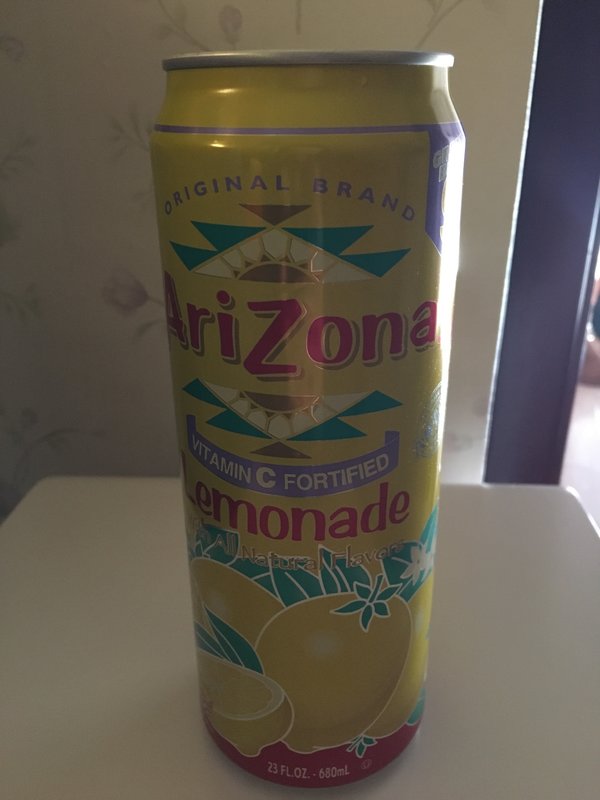 ORIGINAL BRAND
AriZona
VITAMIN C FORTIFIED
Lemonade
All Natural Flavors
23 FL.OZ. - 680mL